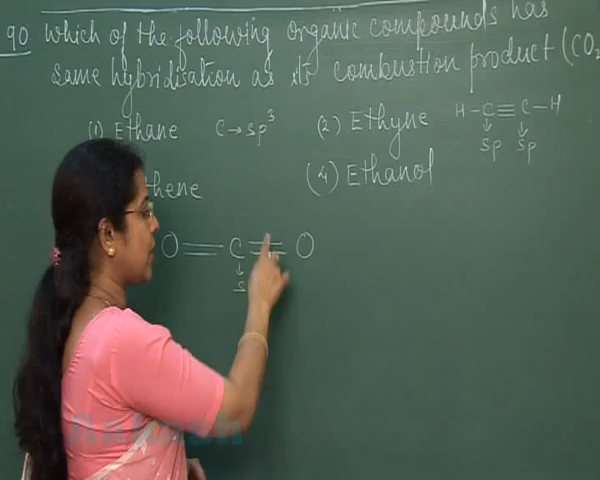 90 Which of the following organic compounds has
same hybridisation as its combustion product (CO2
(1) Ethane C→sp³ (2) Ethyne H-C≡C-H
sp sp
thene (4) Ethanol
O=C=O
s